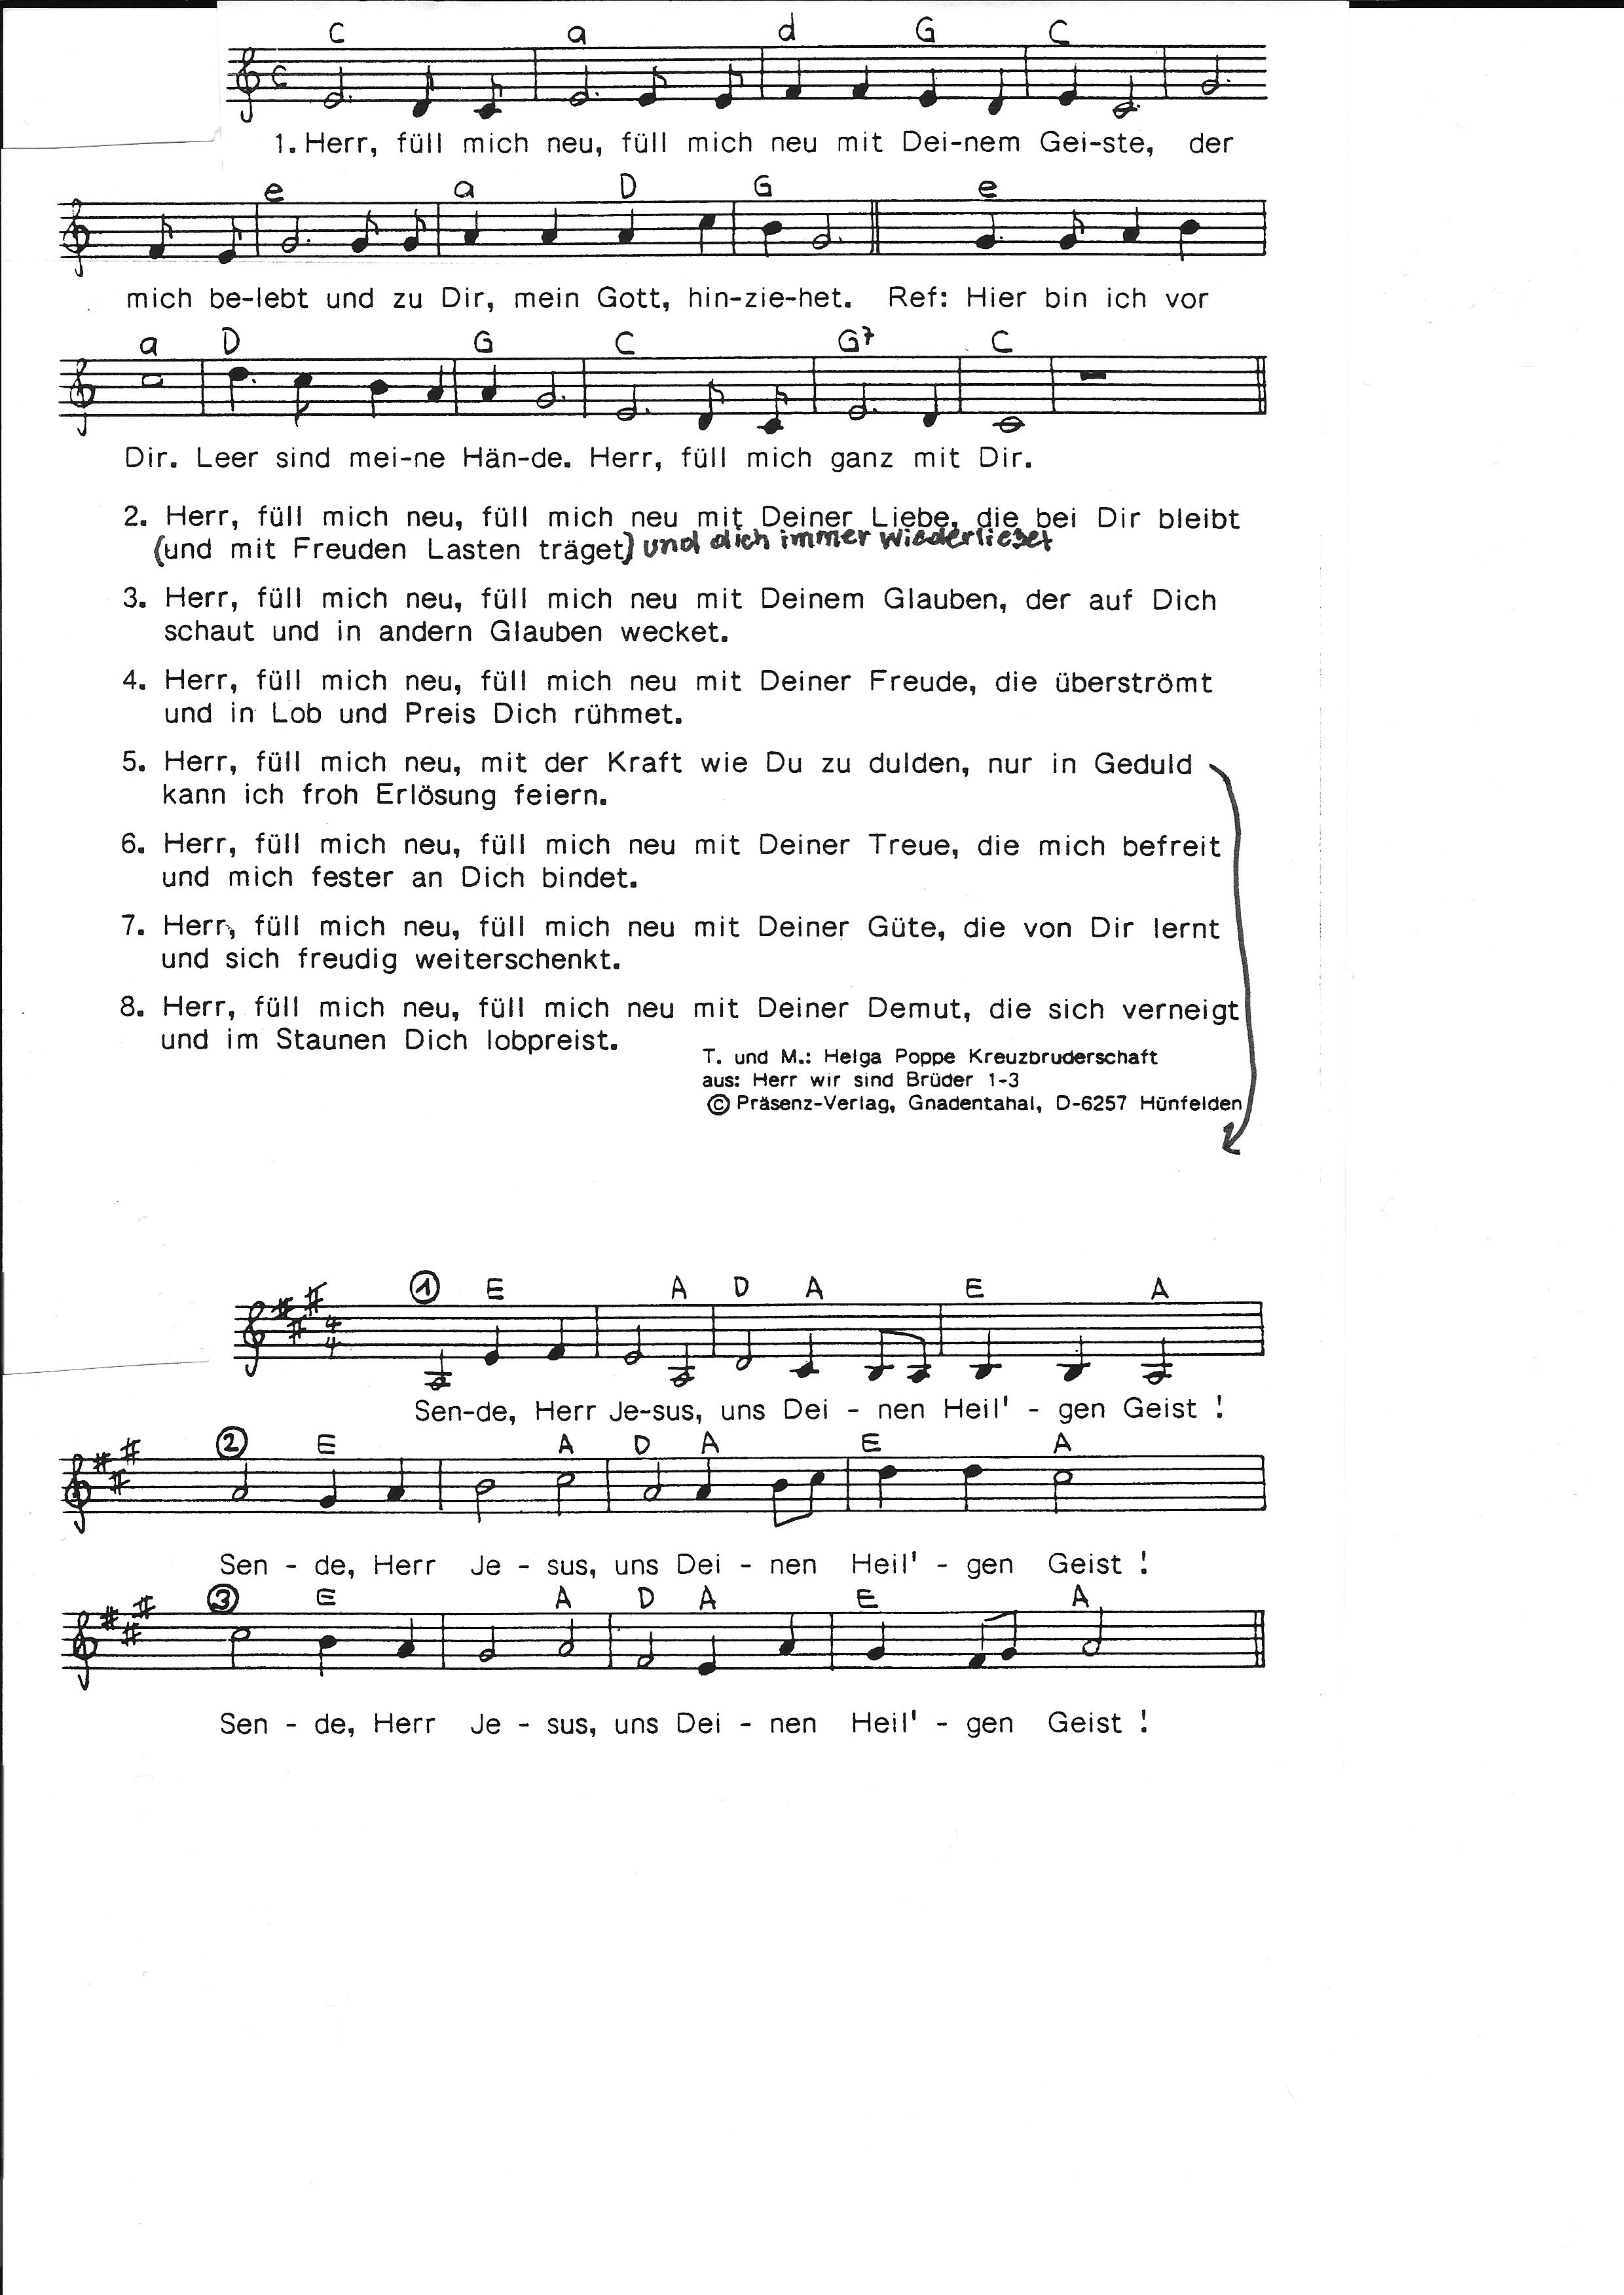 C a d G C
1. Herr, füll mich neu, füll mich neu mit Dei-nem Gei-ste, der
e a D G e
mich be-lebt und zu Dir, mein Gott, hin-zie-het. Ref: Hier bin ich vor
a D G C G7 C
Dir. Leer sind mei-ne Hän-de. Herr, füll mich ganz mit Dir.
2. Herr, füll mich neu, füll mich neu mit Deiner Liebe, die bei Dir bleibt
(und mit Freuden Lasten träget) und dich immer wiederliebet
3. Herr, füll mich neu, füll mich neu mit Deinem Glauben, der auf Dich
schaut und in andern Glauben wecket.
4. Herr, füll mich neu, füll mich neu mit Deiner Freude, die überströmt
und in Lob und Preis Dich rühmet.
5. Herr, füll mich neu, mit der Kraft wie Du zu dulden, nur in Geduld
kann ich froh Erlösung feiern.
6. Herr, füll mich neu, füll mich neu mit Deiner Treue, die mich befreit
und mich fester an Dich bindet.
7. Herr, füll mich neu, füll mich neu mit Deiner Güte, die von Dir lernt
und sich freudig weiterschenkt.
8. Herr, füll mich neu, füll mich neu mit Deiner Demut, die sich verneigt
und im Staunen Dich lobpreist.
T. und M.: Helga Poppe Kreuzbruderschaft
aus: Herr wir sind Brüder 1-3
© Präsenz-Verlag, Gnadentahal, D-6257 Hünfelden
4/4 1 E A D A E A
Sen-de, Herr Je-sus, uns Dei - nen Heil' - gen Geist !
2 E A D A E A
Sen - de, Herr Je - sus, uns Dei - nen Heil' - gen Geist !
3 E A D A E A
Sen - de, Herr Je - sus, uns Dei - nen Heil' - gen Geist !